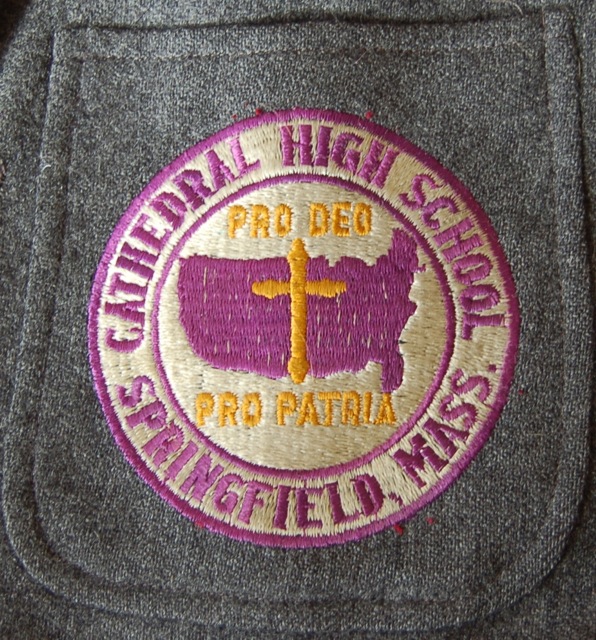 CATHEDRAL HIGH SCHOOL
PRO DEO
PRO PATRIA
SPRINGFIELD, MASS.